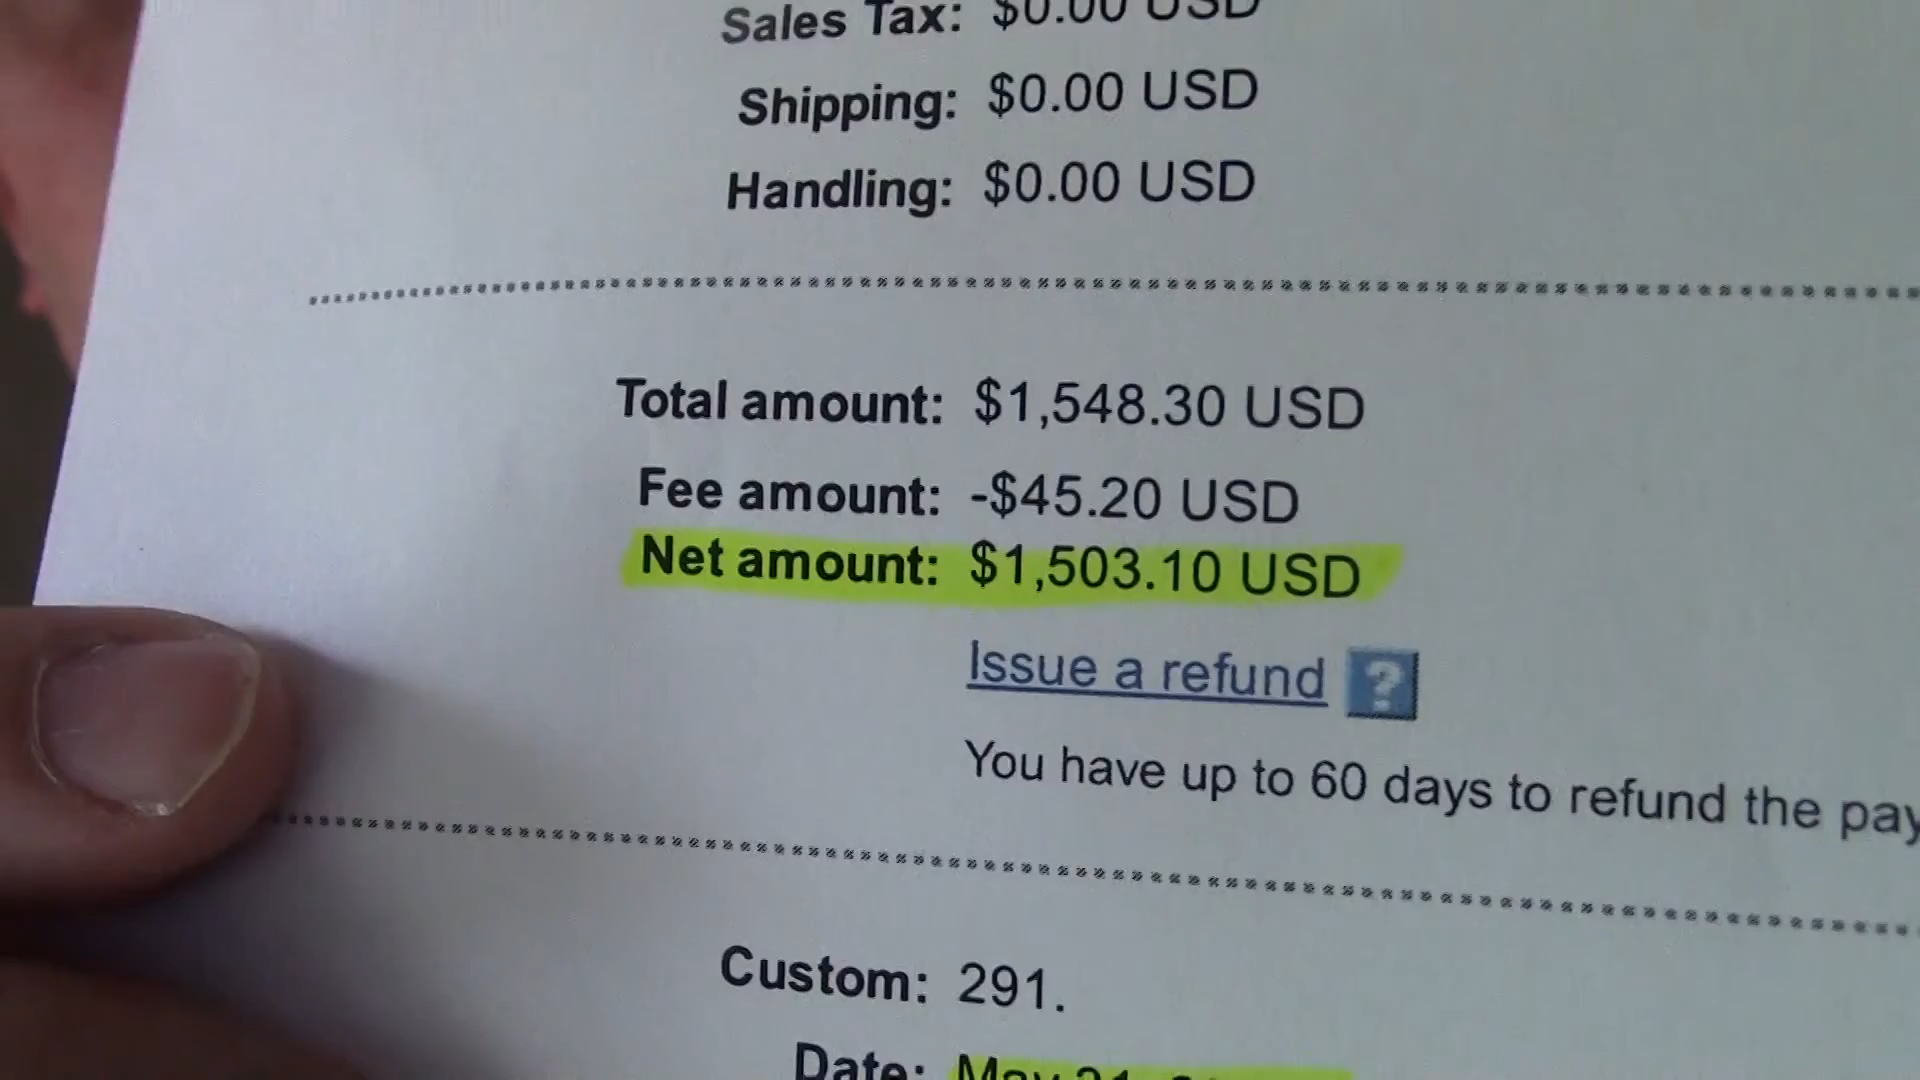 Sales Tax: $0.00 USD
Shipping: $0.00 USD
Handling: $0.00 USD
Total amount: $1,548.30 USD
Fee amount: -$45.20 USD
Net amount: $1,503.10 USD
Issue a refund ?
You have up to 60 days to refund the pay
Custom: 291.
Date: May